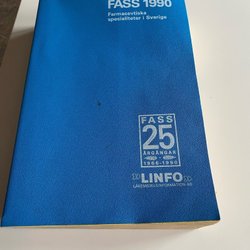 FASS 1990
Farmacevtiska
specialiteter i Sverige
FASS
25
ÅRGÅNGAR
1966-1990
LINFO
LÄKEMEDELSINFORMATION AB